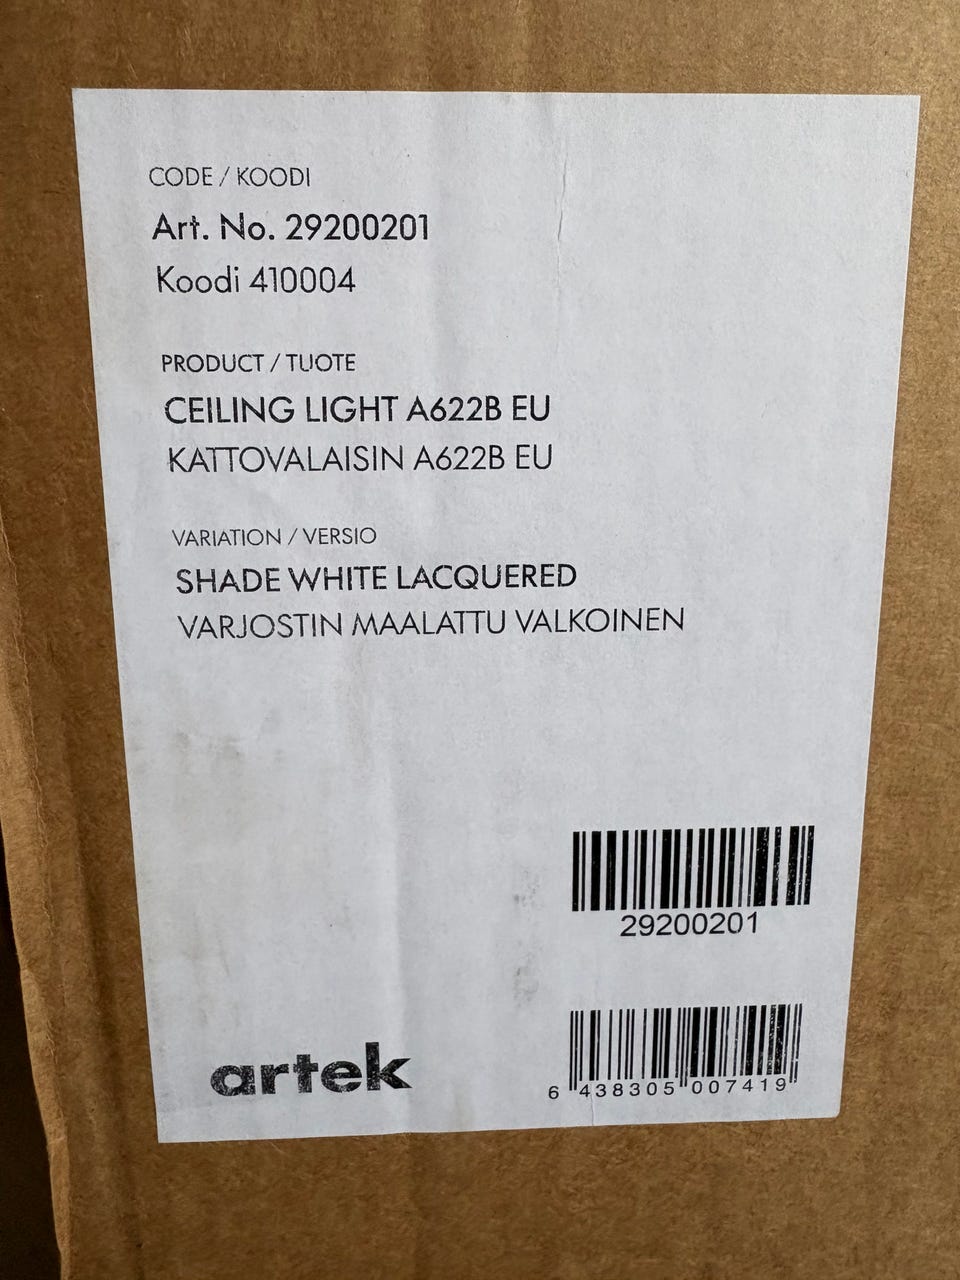 CODE / KOODI
Art. No. 29200201
Koodi 410004
PRODUCT / TUOTE
CEILING LIGHT A622B EU
KATTOVALAISIN A622B EU
VARIATION / VERSIO
SHADE WHITE LACQUERED
VARJOSTIN MAALATTU VALKOINEN
29200201
artek
6 438305 007419